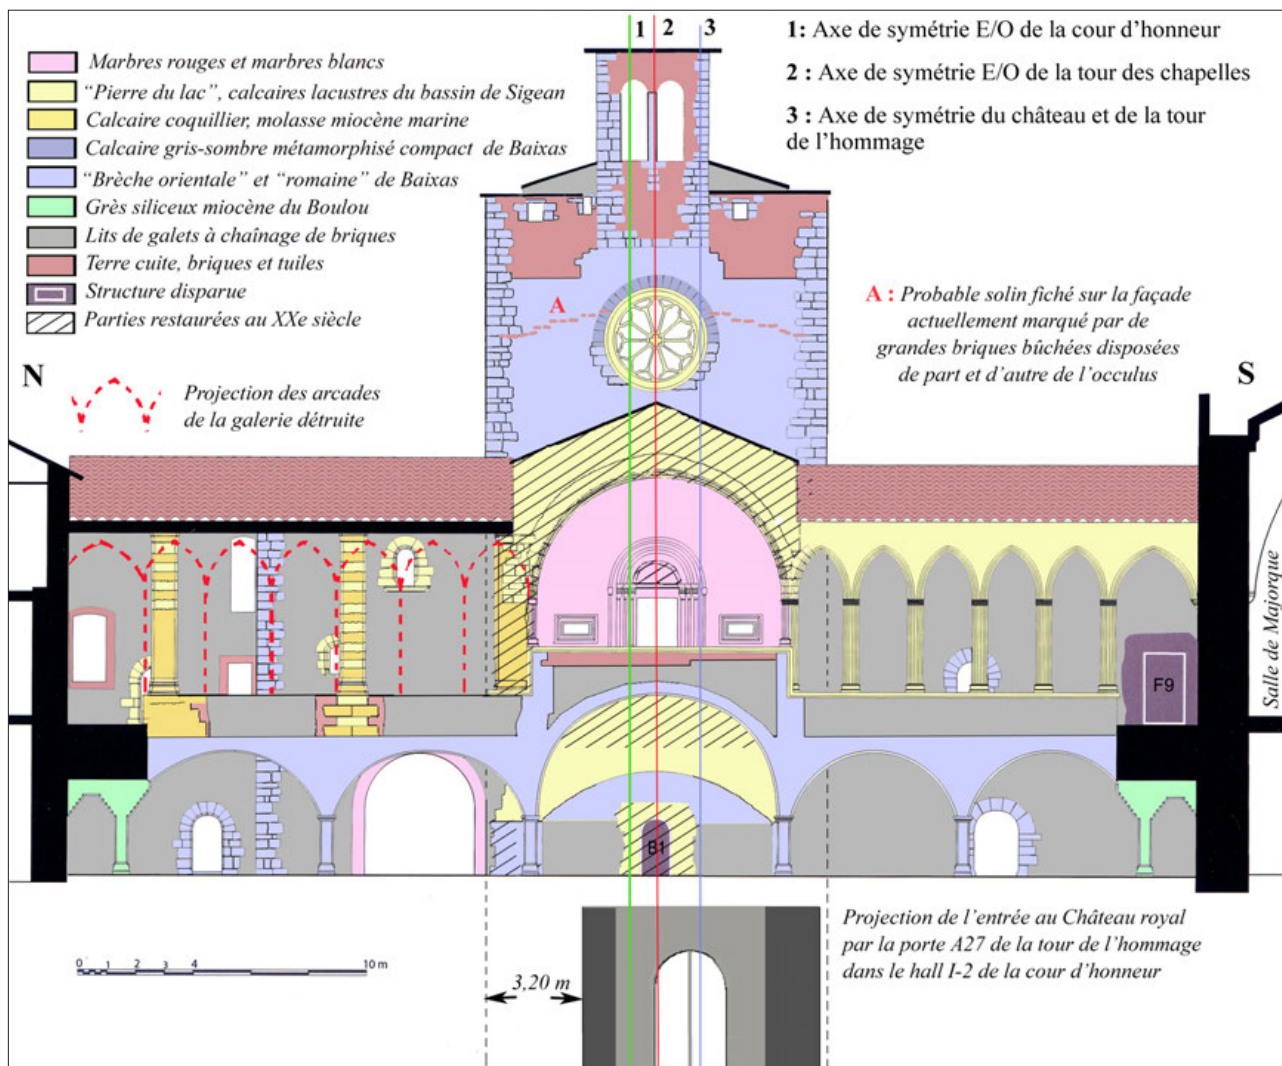 1 2 3
1: Axe de symétrie E/O de la cour d'honneur
2 : Axe de symétrie E/O de la tour des chapelles
3 : Axe de symétrie du château et de la tour
de l'hommage
Marbres rouges et marbres blancs
"Pierre du lac", calcaires lacustres du bassin de Sigean
Calcaire coquillier, molasse miocène marine
Calcaire gris-sombre métamorphisé compact de Baixas
"Brèche orientale" et "romaine" de Baixas
Grès siliceux miocène du Boulou
Lits de galets à chaînage de briques
Terre cuite, briques et tuiles
Structure disparue
Parties restaurées au XXe siècle
A
A : Probable solin fiché sur la façade
actuellement marqué par de
grandes briques bûchées disposées
de part et d'autre de l'occulus
N
S
Projection des arcades
de la galerie détruite
Salle de Majorque
F9
B1
Projection de l'entrée au Château royal
par la porte A27 de la tour de l'hommage
dans le hall I-2 de la cour d'honneur
0 1 2 3 4 10 m
3,20 m